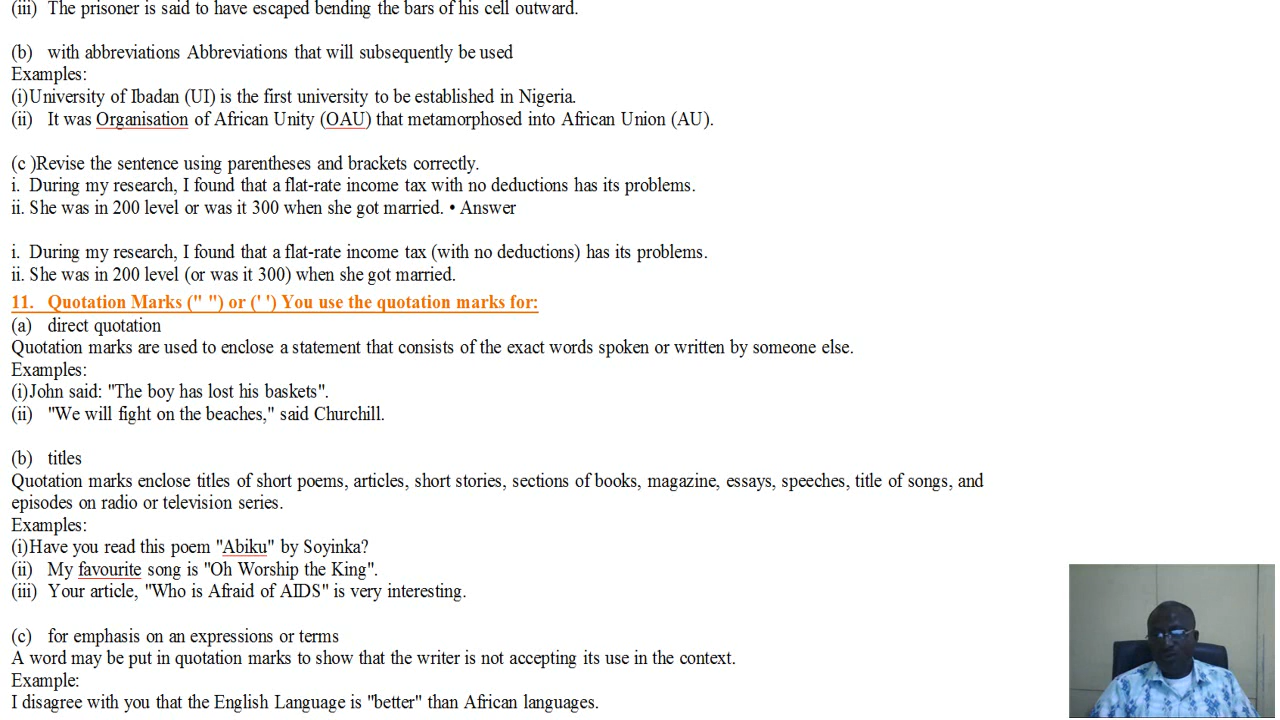 (iii) The prisoner is said to have escaped bending the bars of his cell outward.
(b) with abbreviations Abbreviations that will subsequently be used
Examples:
(i)University of Ibadan (UI) is the first university to be established in Nigeria.
(ii) It was Organisation of African Unity (OAU) that metamorphosed into African Union (AU).
(c )Revise the sentence using parentheses and brackets correctly.
i. During my research, I found that a flat-rate income tax with no deductions has its problems.
ii. She was in 200 level or was it 300 when she got married. • Answer
i. During my research, I found that a flat-rate income tax (with no deductions) has its problems.
ii. She was in 200 level (or was it 300) when she got married.
11. Quotation Marks (" ") or (' ') You use the quotation marks for:
(a) direct quotation
Quotation marks are used to enclose a statement that consists of the exact words spoken or written by someone else.
Examples:
(i)John said: "The boy has lost his baskets".
(ii) "We will fight on the beaches," said Churchill.
(b) titles
Quotation marks enclose titles of short poems, articles, short stories, sections of books, magazine, essays, speeches, title of songs, and
episodes on radio or television series.
Examples:
(i)Have you read this poem "Abiku" by Soyinka?
(ii) My favourite song is "Oh Worship the King".
(iii) Your article, "Who is Afraid of AIDS" is very interesting.
(c) for emphasis on an expressions or terms
A word may be put in quotation marks to show that the writer is not accepting its use in the context.
Example:
I disagree with you that the English Language is "better" than African languages.